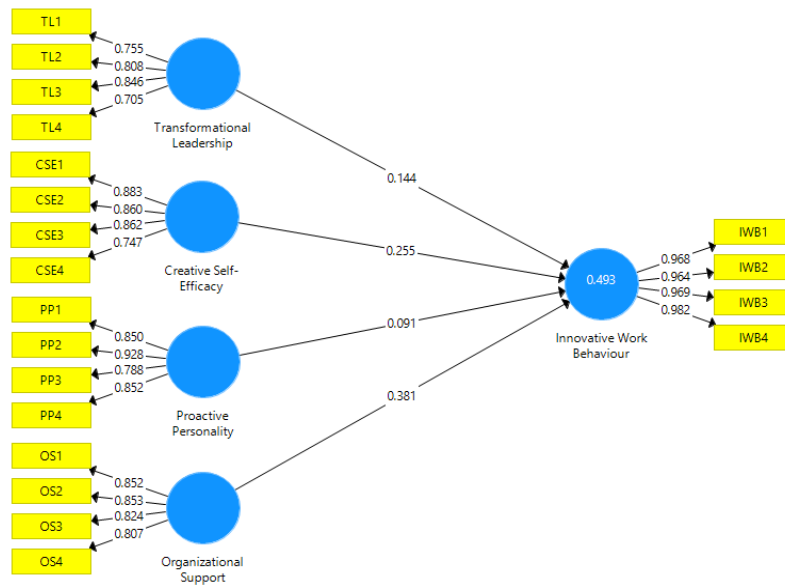 TL1
TL2
TL3
TL4
0.755
0.808
0.846
0.705
Transformational
Leadership
0.144
CSE1
CSE2
CSE3
CSE4
0.883
0.860
0.862
0.747
Creative Self-
Efficacy
0.255
PP1
PP2
PP3
PP4
0.850
0.928
0.788
0.852
Proactive
Personality
0.091
OS1
OS2
OS3
OS4
0.852
0.853
0.824
0.807
Organizational
Support
0.381
0.493
Innovative Work
Behaviour
0.968
0.964
0.969
0.982
IWB1
IWB2
IWB3
IWB4